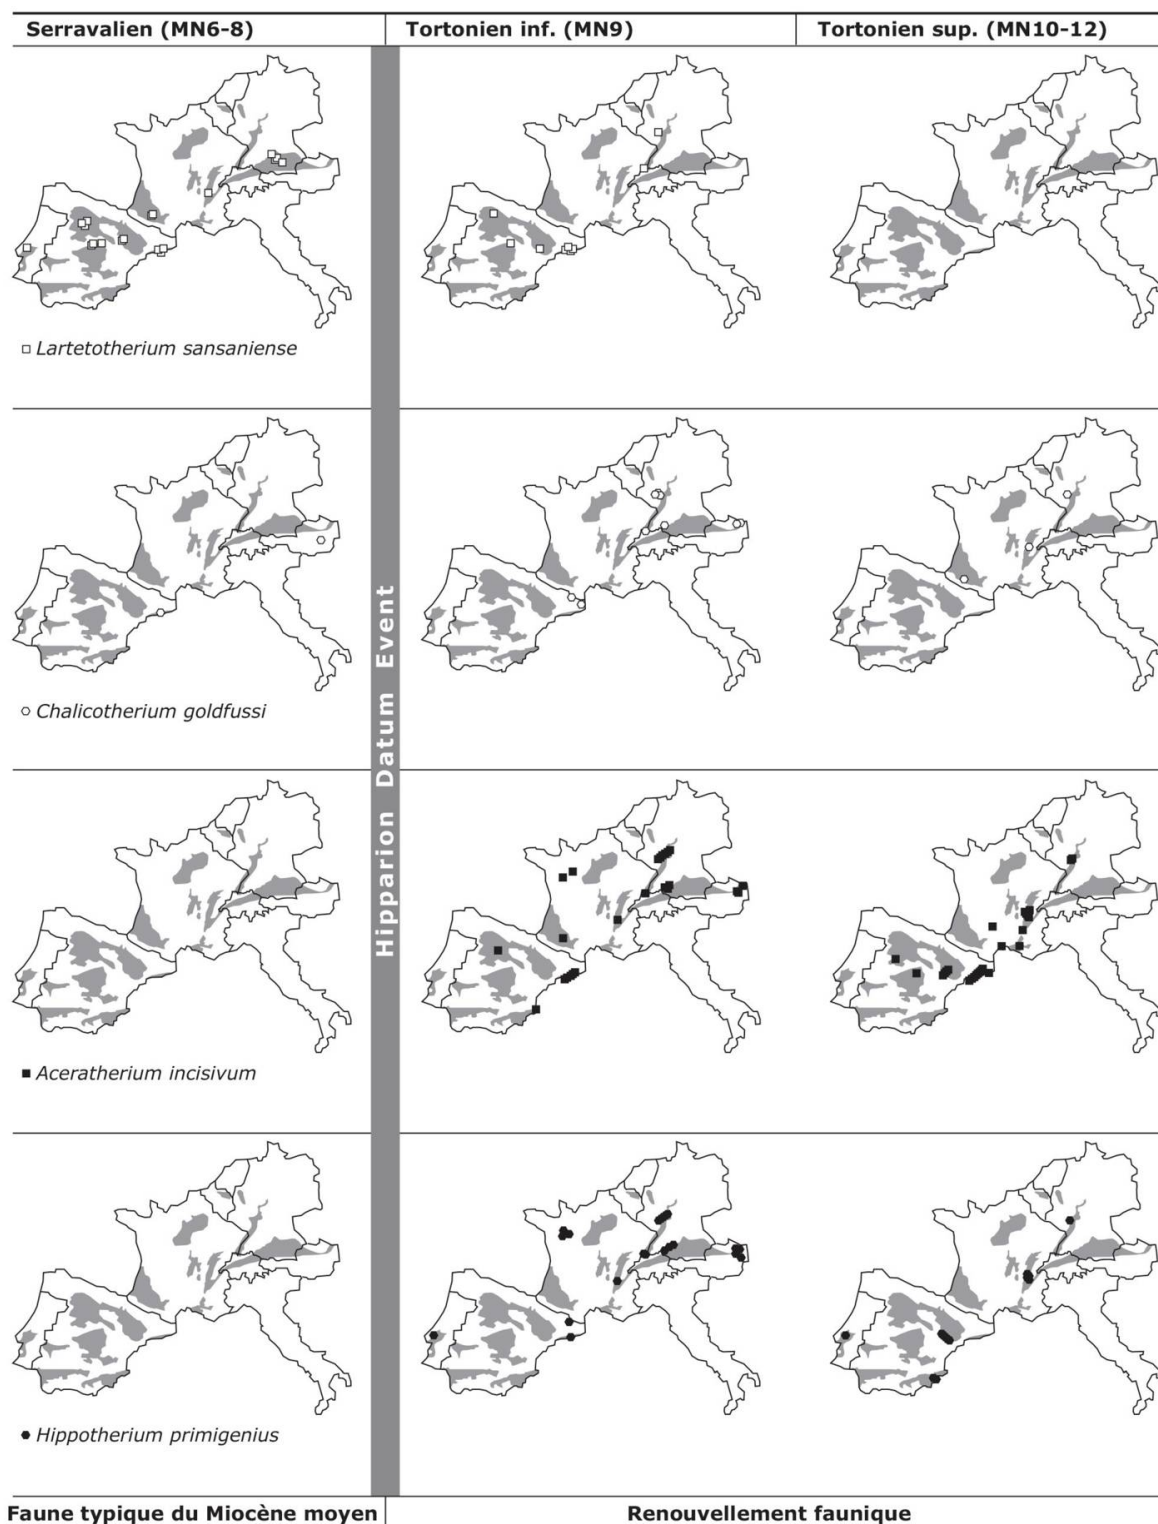 Serravalien (MN6-8)
Tortonien inf. (MN9)
Tortonien sup. (MN10-12)
Lartetotherium sansaniense
Chalicotherium goldfussi
Hipparion Datum Event
Aceratherium incisivum
Hippotherium primigenius
Faune typique du Miocène moyen
Renouvellement faunique